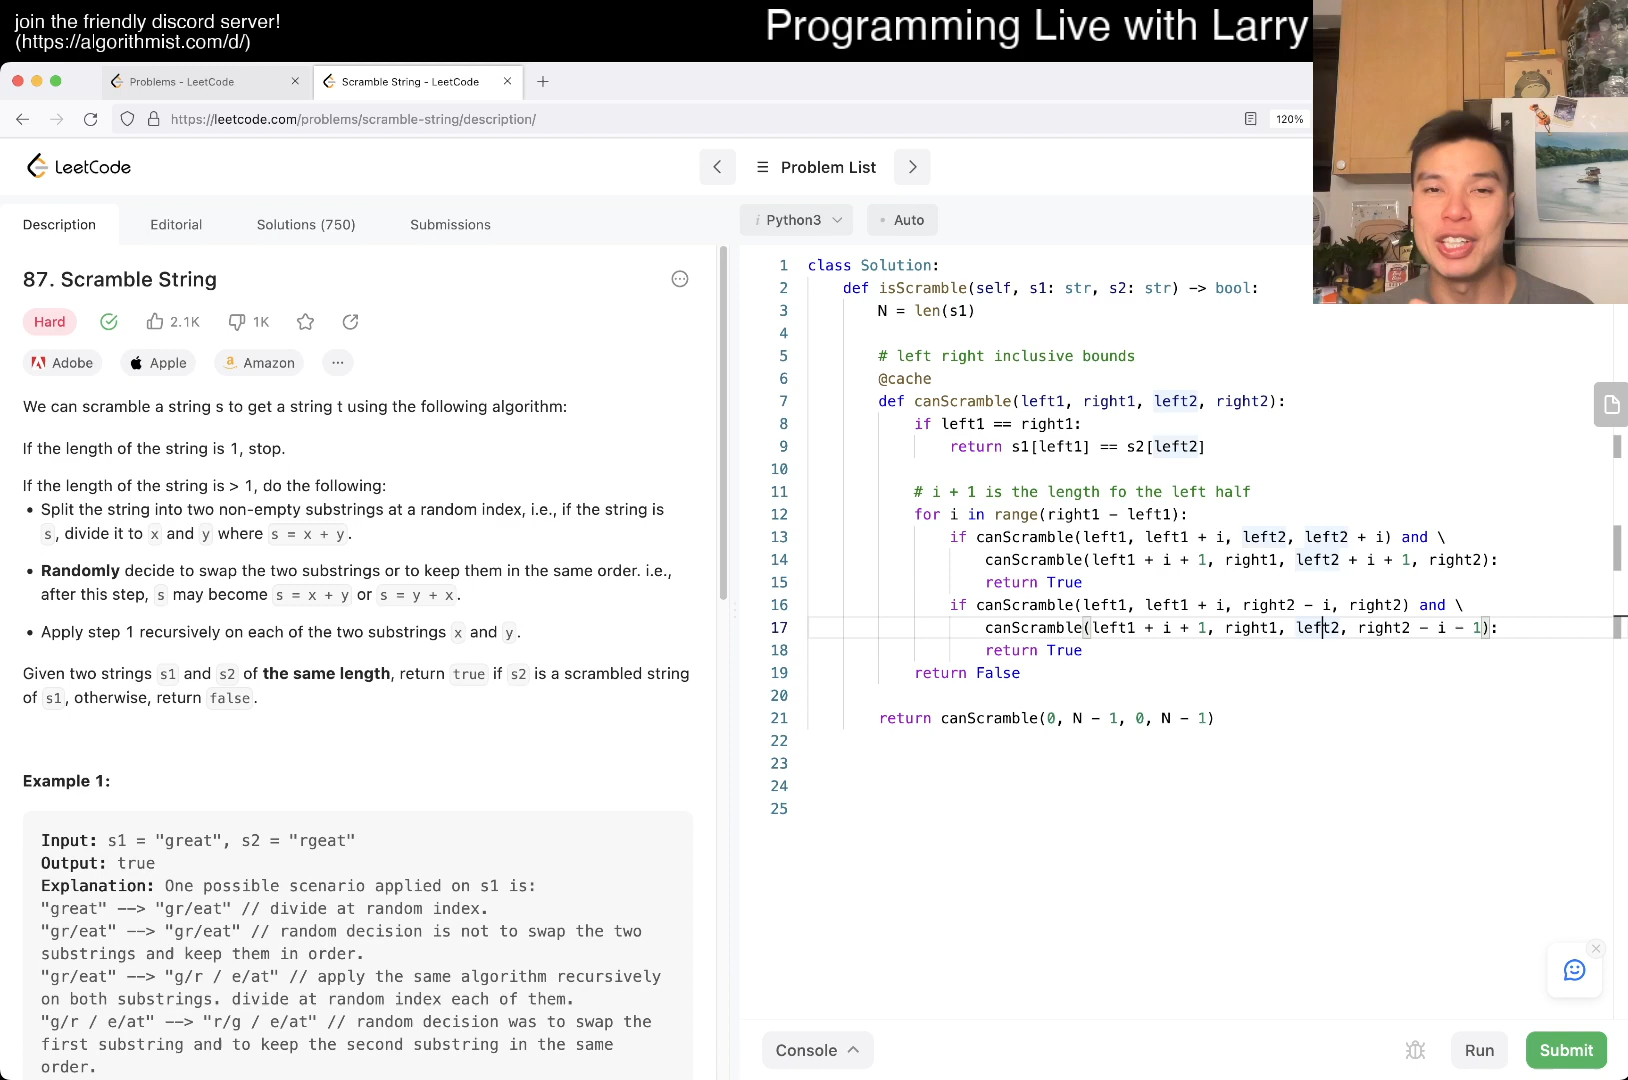 join the friendly discord server!
(https://algorithmist.com/d/)
Programming Live with Larry
Problems - LeetCode
Scramble String - LeetCode
https://leetcode.com/problems/scramble-string/description/
120%
LeetCode
Problem List
Description
Editorial
Solutions (750)
Submissions
87. Scramble String
Hard
2.1K
1K
Adobe
Apple
Amazon
We can scramble a string s to get a string t using the following algorithm:
If the length of the string is 1, stop.
If the length of the string is > 1, do the following:
• Split the string into two non-empty substrings at a random index, i.e., if the string is
s, divide it to x and y where s = x + y.
• Randomly decide to swap the two substrings or to keep them in the same order. i.e.,
after this step, s may become s = x + y or s = y + x.
• Apply step 1 recursively on each of the two substrings x and y.
Given two strings s1 and s2 of the same length, return true if s2 is a scrambled string
of s1, otherwise, return false.
Example 1:
Input: s1 = "great", s2 = "rgeat"
Output: true
Explanation: One possible scenario applied on s1 is:
"great" --> "gr/eat" // divide at random index.
"gr/eat" --> "gr/eat" // random decision is not to swap the two
substrings and keep them in order.
"gr/eat" --> "g/r / e/at" // apply the same algorithm recursively
on both substrings. divide at random index each of them.
"g/r / e/at" --> "r/g / e/at" // random decision was to swap the
first substring and to keep the second substring in the same
order.
i Python3
Auto
1 class Solution:
2 def isScramble(self, s1: str, s2: str) -> bool:
3 N = len(s1)
4
5 # left right inclusive bounds
6 @cache
7 def canScramble(left1, right1, left2, right2):
8 if left1 == right1:
9 return s1[left1] == s2[left2]
10
11 # i + 1 is the length fo the left half
12 for i in range(right1 - left1):
13 if canScramble(left1, left1 + i, left2, left2 + i) and \
14 canScramble(left1 + i + 1, right1, left2 + i + 1, right2):
15 return True
16 if canScramble(left1, left1 + i, right2 - i, right2) and \
17 canScramble(left1 + i + 1, right1, left2, right2 - i - 1):
18 return True
19 return False
20
21 return canScramble(0, N - 1, 0, N - 1)
22
23
24
25
Console
Run
Submit